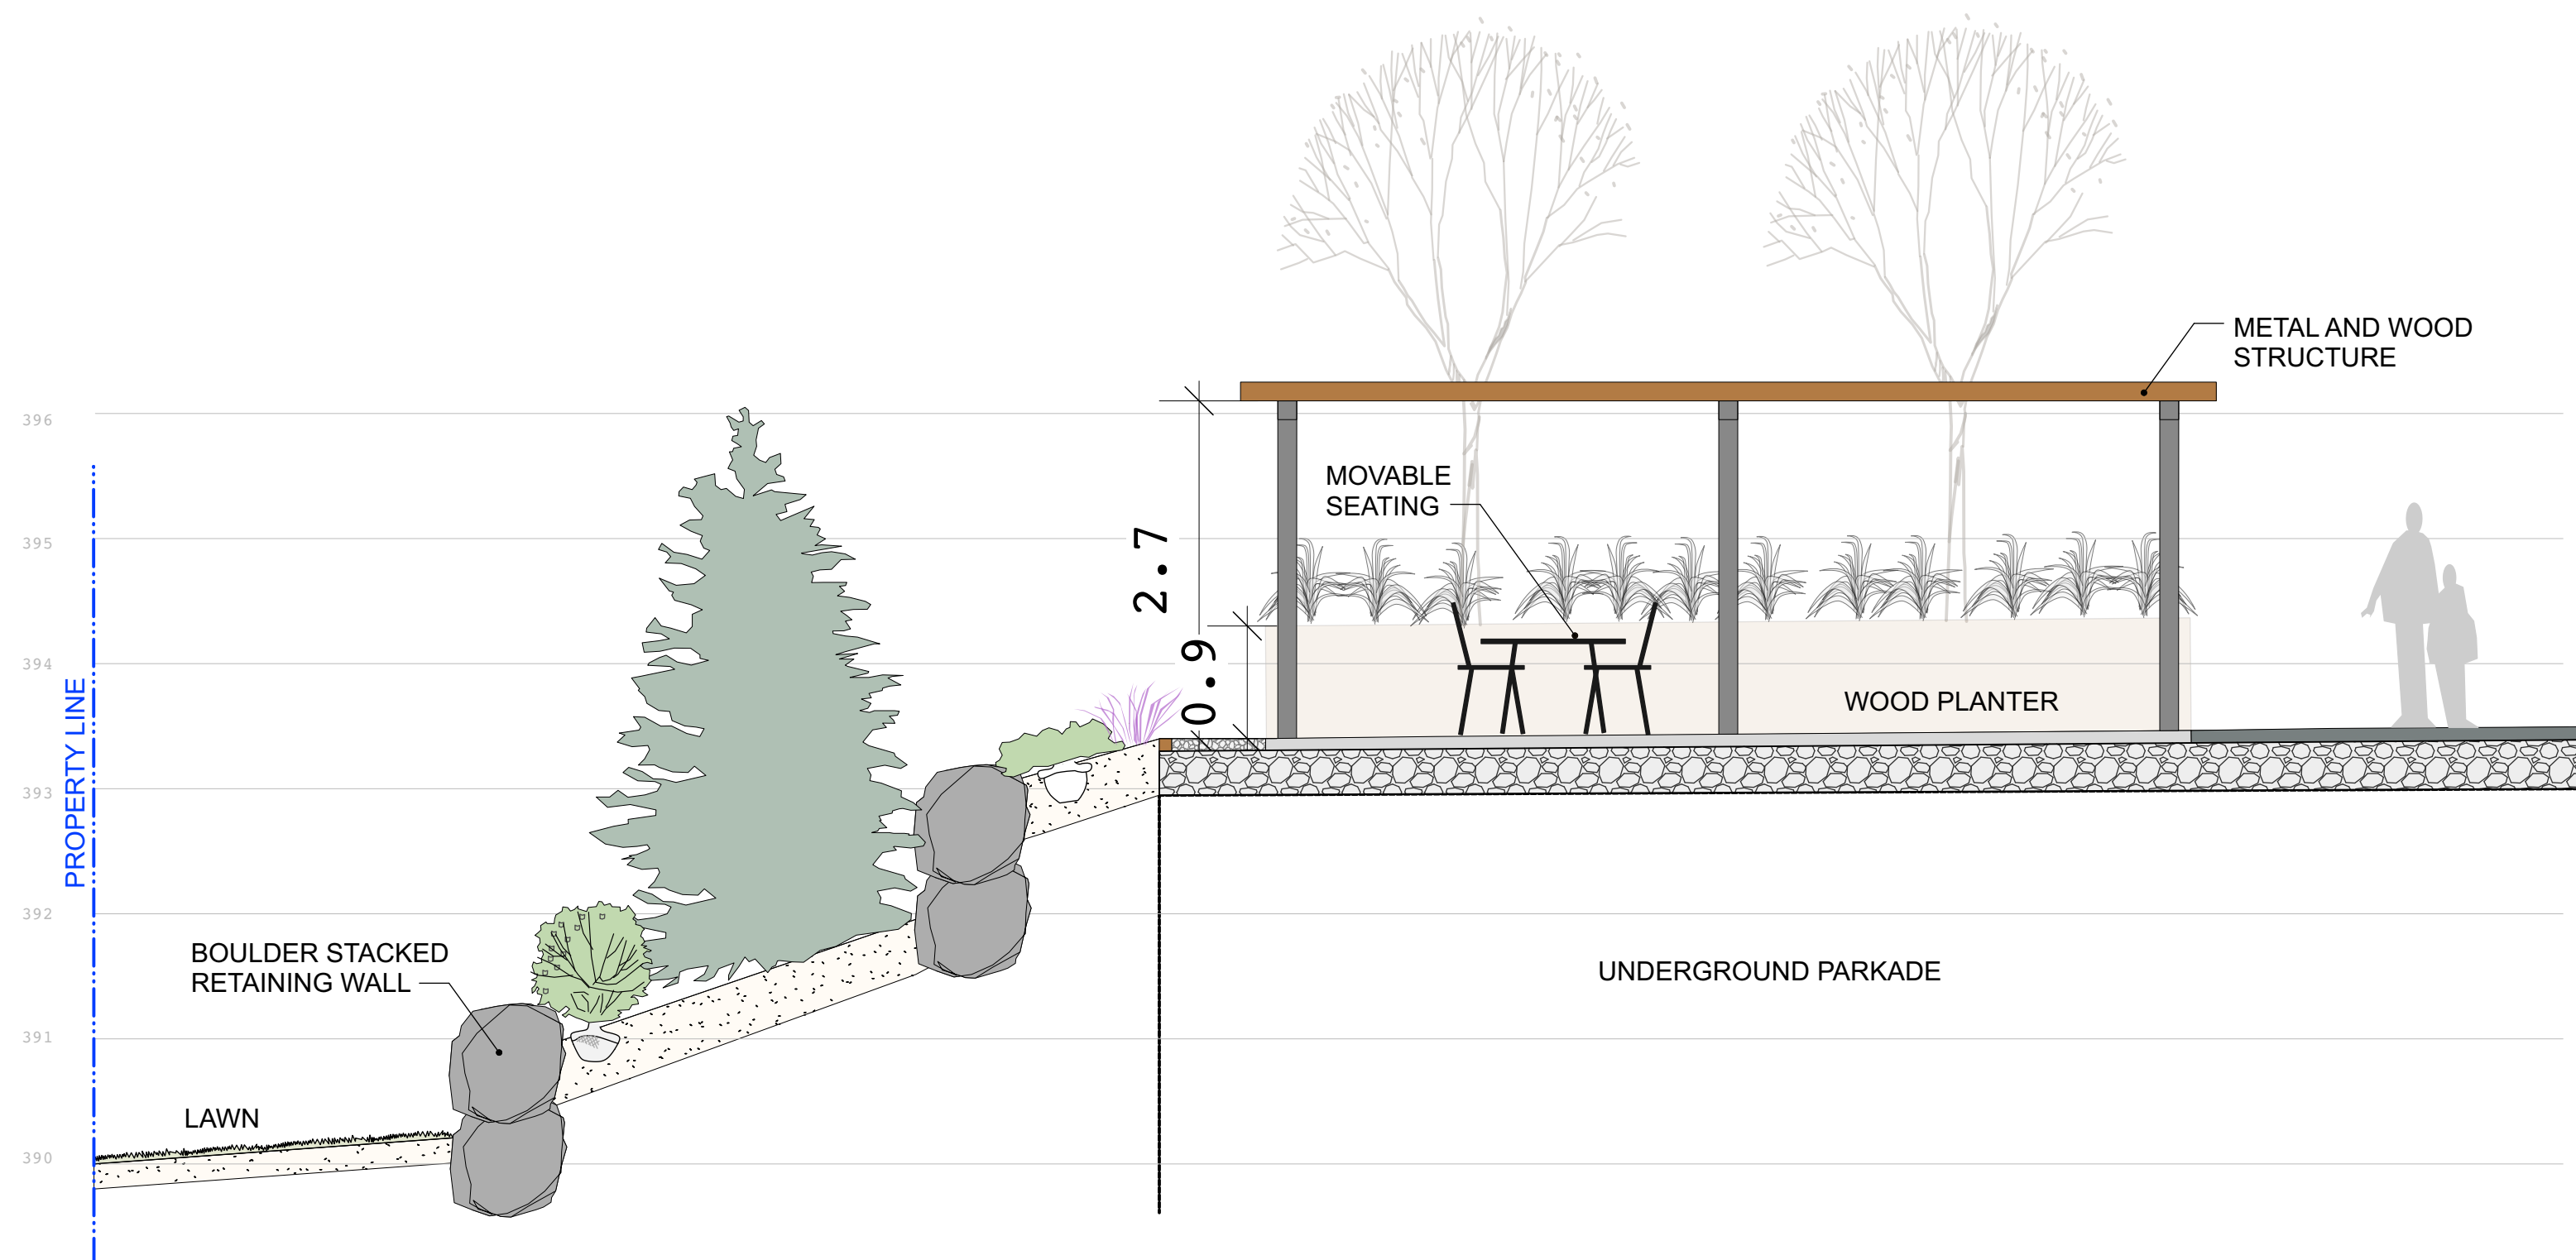 METAL AND WOOD
STRUCTURE
396
MOVABLE
SEATING
395
2.7
394
0.9
PROPERTY LINE
WOOD PLANTER
393
392
BOULDER STACKED
RETAINING WALL
UNDERGROUND PARKADE
391
LAWN
390